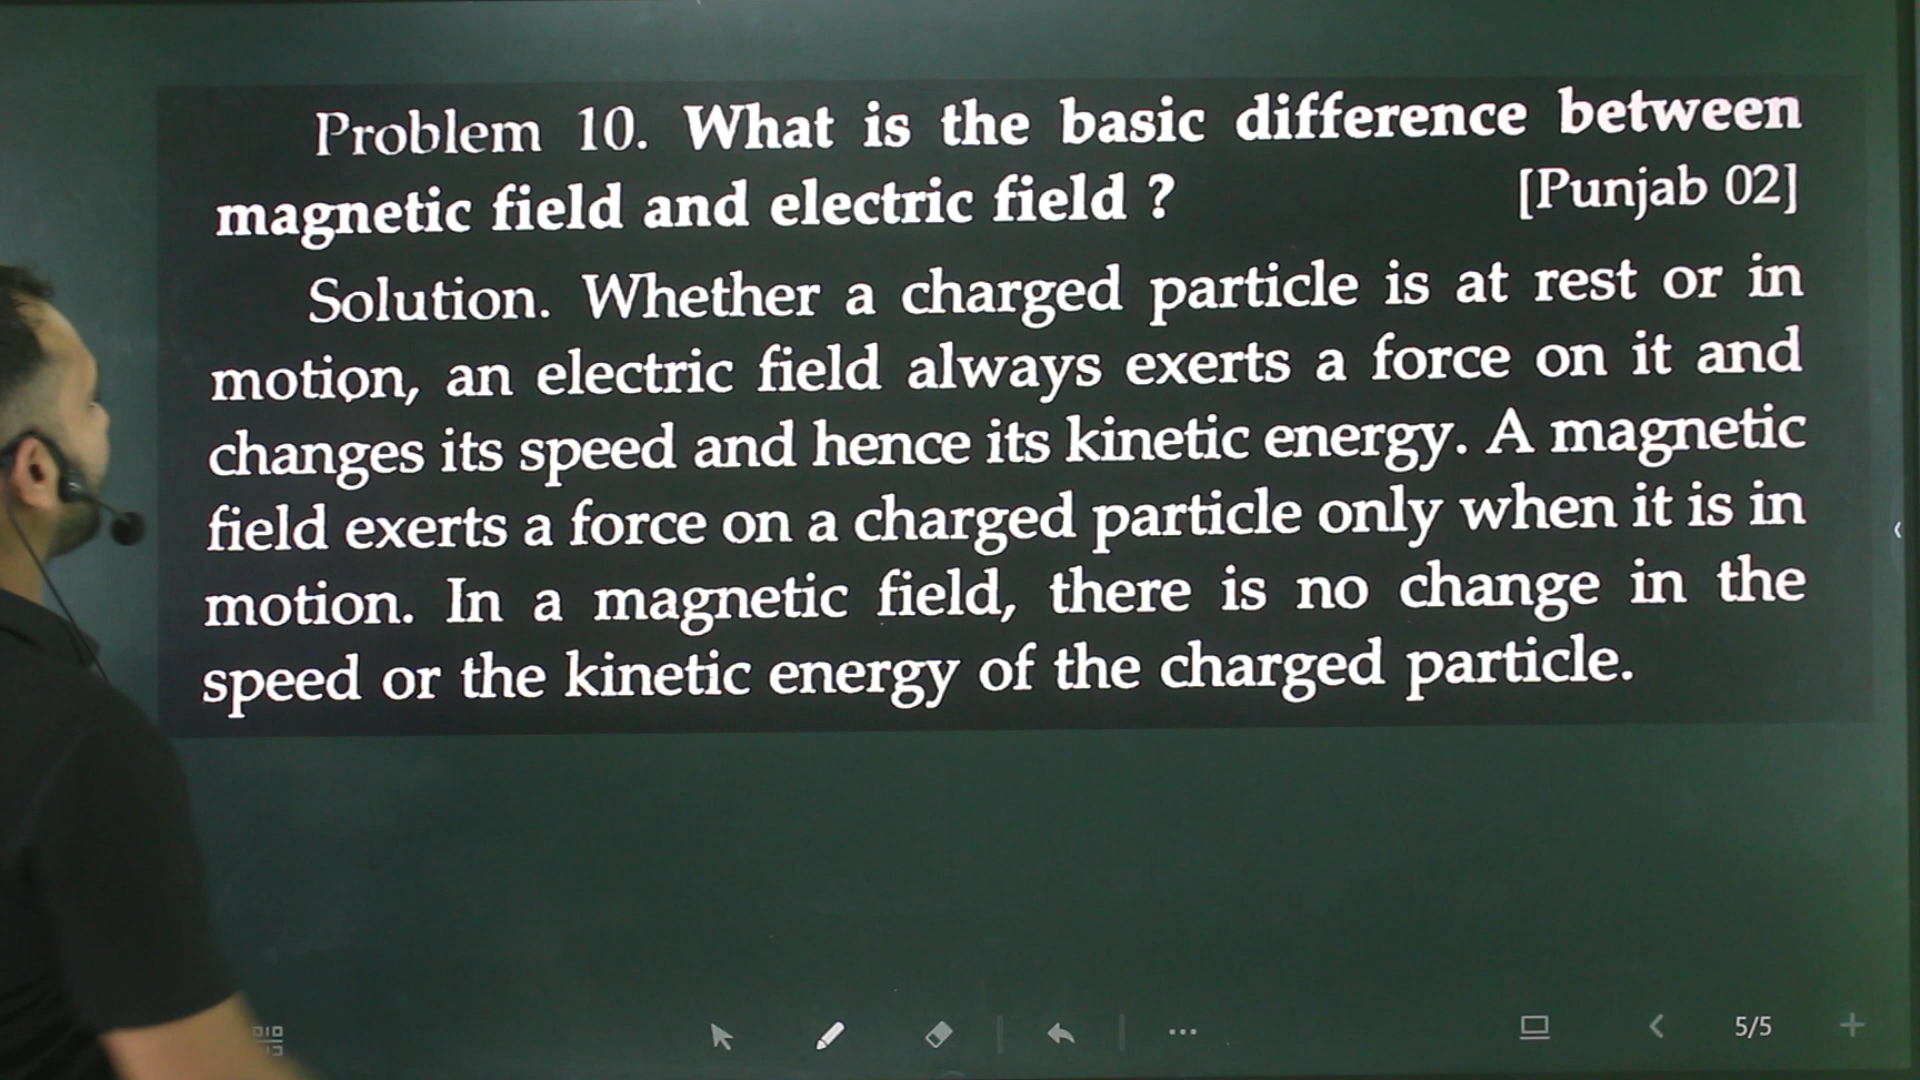 Problem 10. What is the basic difference between
magnetic field and electric field ?
[Punjab 02]
Solution. Whether a charged particle is at rest or in
motion, an electric field always exerts a force on it and
changes its speed and hence its kinetic energy. A magnetic
field exerts a force on a charged particle only when it is in
motion. In a magnetic field, there is no change in the
speed or the kinetic energy of the charged particle.
5/5